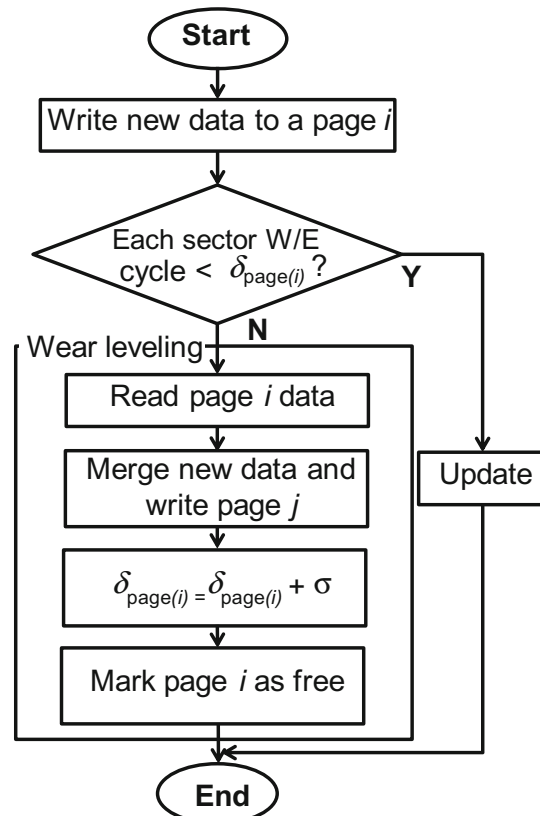 Start
Write new data to a page i
Each sector W/E
cycle < δpage(i) ?
Y
N
Wear leveling
Read page i data
Merge new data and
write page j
Update
δpage(i) = δpage(i) + σ
Mark page i as free
End